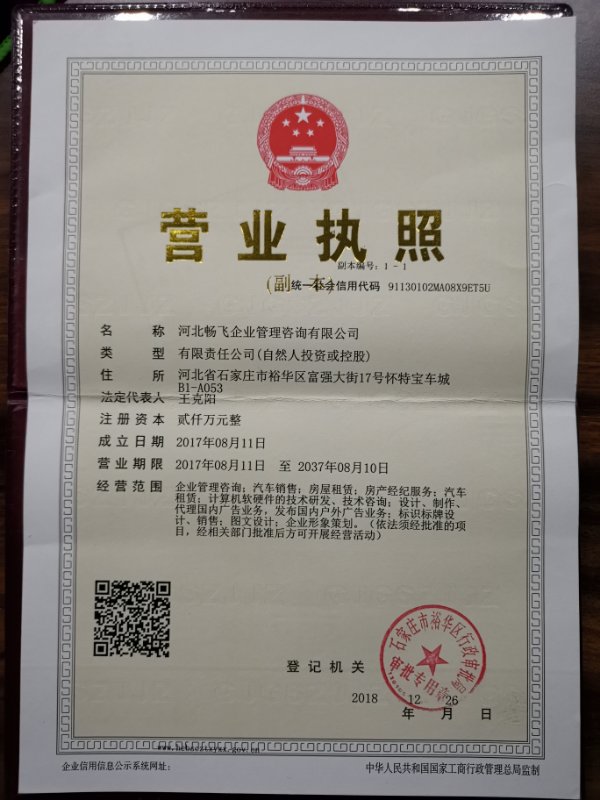 营业执照
副本编号：1-1
(副 本)
统一社会信用代码 91130102MA08X9ET5U
名 称 河北畅飞企业管理咨询有限公司
类 型 有限责任公司(自然人投资或控股)
住 所 河北省石家庄市裕华区富强大街17号怀特宝车城
B1-A053
法定代表人 王克阳
注册资本 贰仟万元整
成立日期 2017年08月11日
营业期限 2017年08月11日 至 2037年08月10日
经营范围 企业管理咨询；汽车销售；房屋租赁；房产经纪服务；汽车
租赁；计算机软硬件的技术研发、技术咨询；设计、制作、
代理国内广告业务，发布国内户外广告业务；标识标牌设
计、销售；图文设计；企业形象策划。（依法须经批准的项
目，经相关部门批准后方可开展经营活动）
石家庄市裕华区行政审批局
审批专用章
登记机关
2018 12 26
年 月 日
企业信用信息公示系统网址：
中华人民共和国国家工商行政管理总局监制